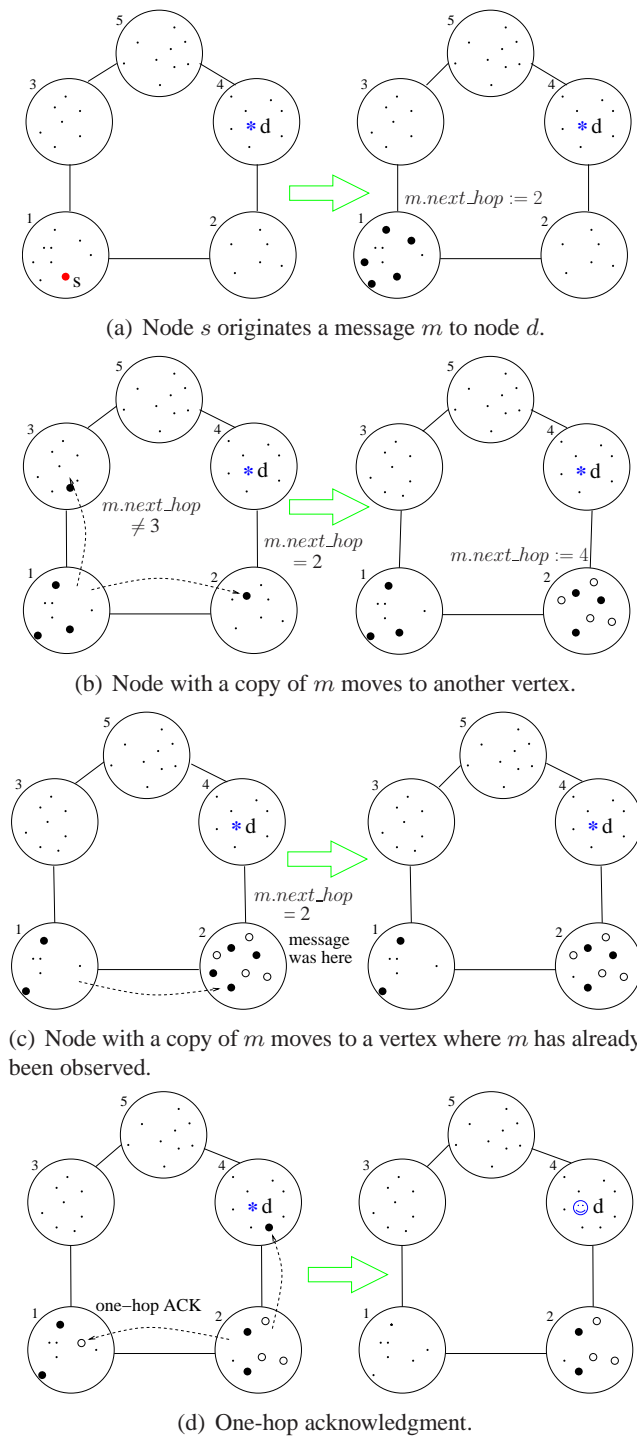 5
5
3
4
3
4
* d
* d
m.next_hop := 2
1
2
1
2
s
(a) Node s originates a message m to node d.
5
5
3
4
3
4
* d
* d
m.next_hop
≠ 3
m.next_hop
= 2
m.next_hop := 4
1
2
1
2
(b) Node with a copy of m moves to another vertex.
5
5
3
4
3
4
* d
* d
m.next_hop
= 2
1
2
message
was here
1
2
(c) Node with a copy of m moves to a vertex where m has already
been observed.
5
5
3
4
3
4
* d
d
1
one-hop ACK
2
1
2
(d) One-hop acknowledgment.